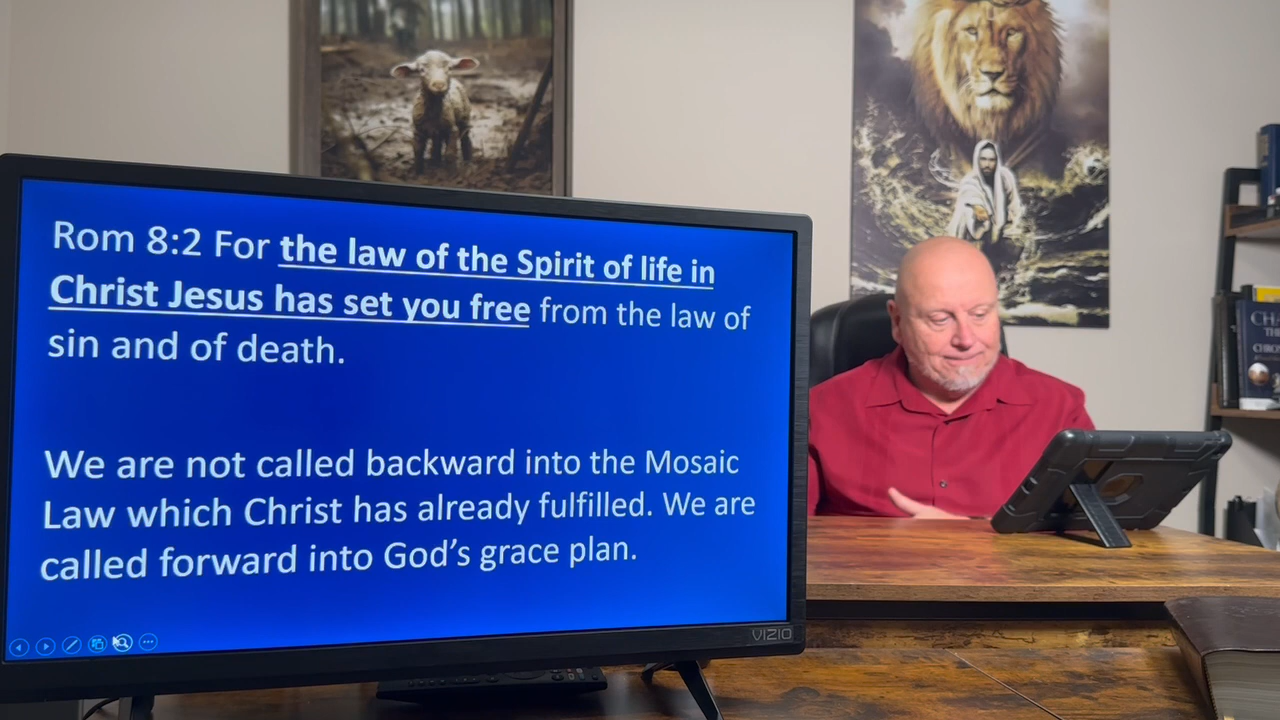 Rom 8:2 For the law of the Spirit of life in
Christ Jesus has set you free from the law of
sin and of death.
We are not called backward into the Mosaic
Law which Christ has already fulfilled. We are
called forward into God's grace plan.
VIZIO